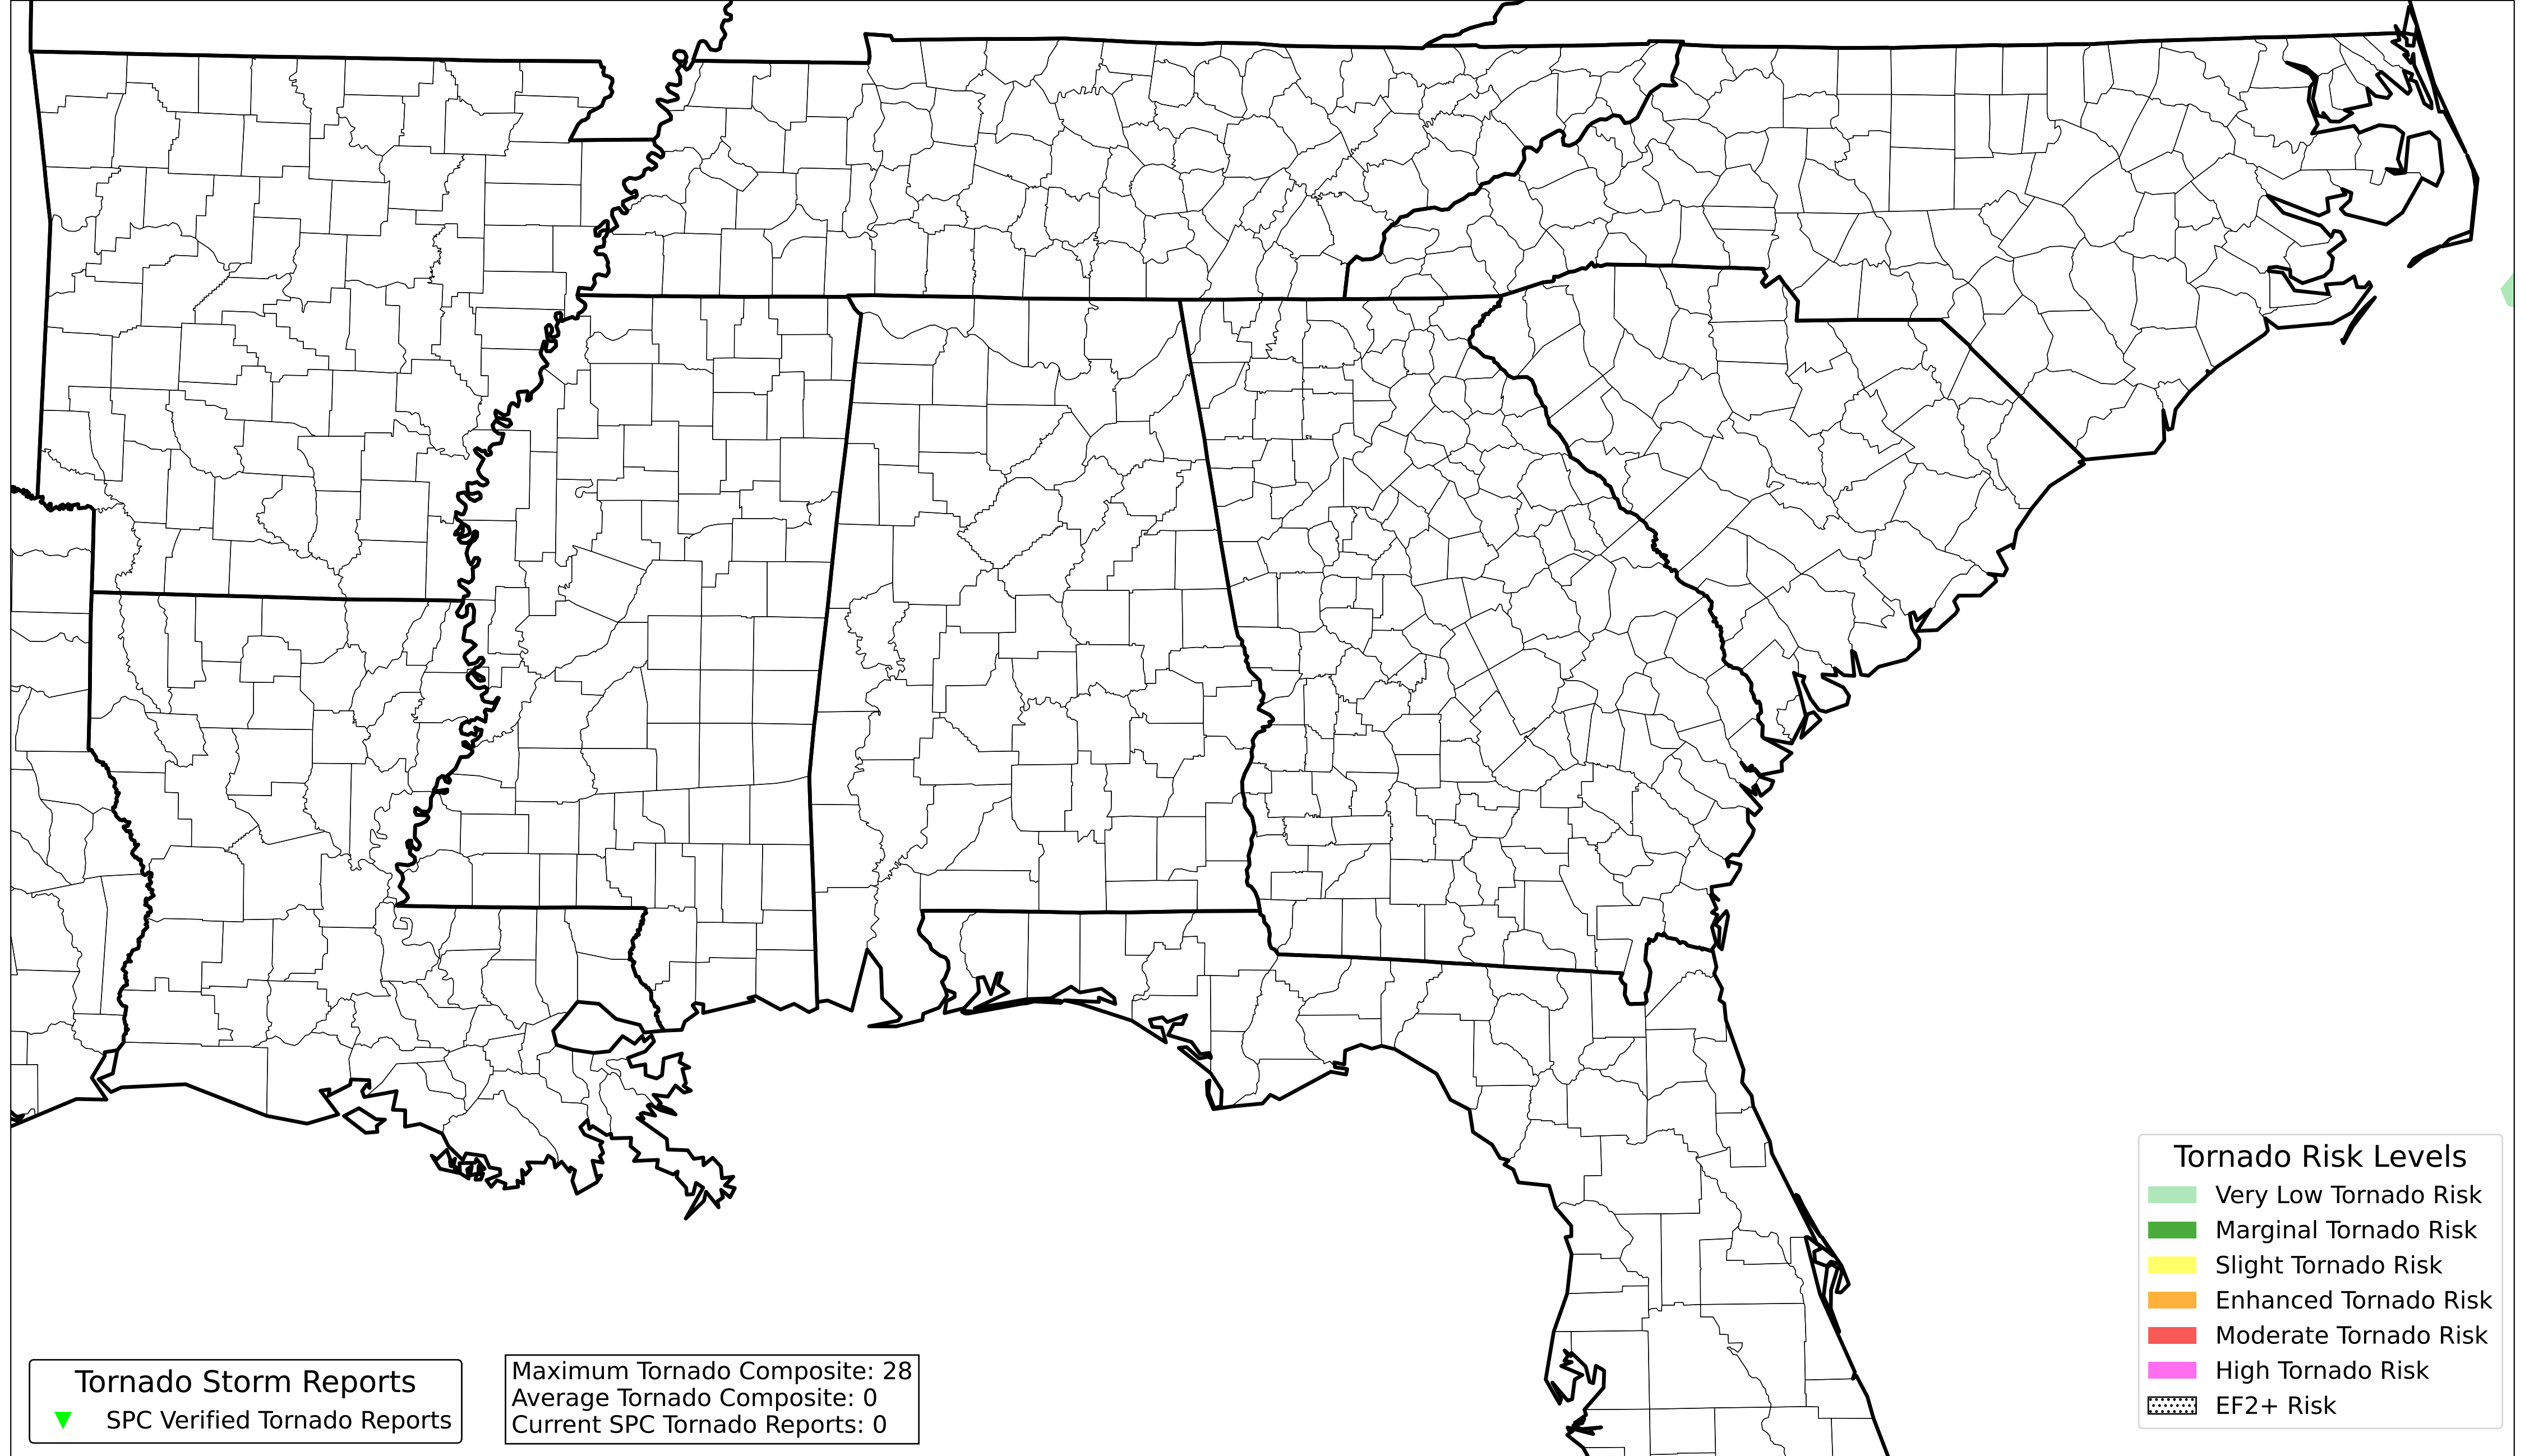 Tornado Risk Levels
Very Low Tornado Risk
Marginal Tornado Risk
Slight Tornado Risk
Enhanced Tornado Risk
Moderate Tornado Risk
High Tornado Risk
EF2+ Risk
Tornado Storm Reports
SPC Verified Tornado Reports
Maximum Tornado Composite: 28
Average Tornado Composite: 0
Current SPC Tornado Reports: 0